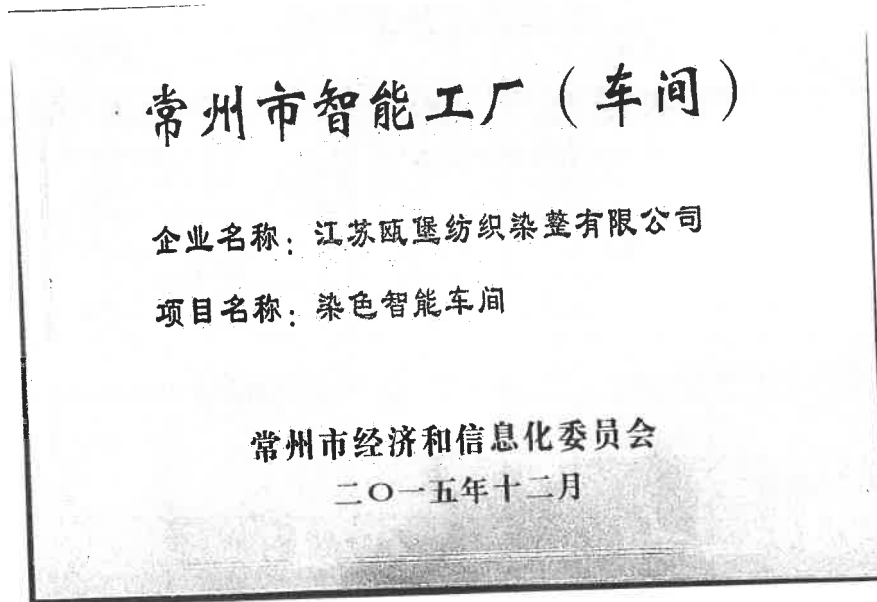 常州市智能工厂（车间）
企业名称：江苏瓯堡纺织染整有限公司
项目名称：染色智能车间
常州市经济和信息化委员会
二〇一五年十二月